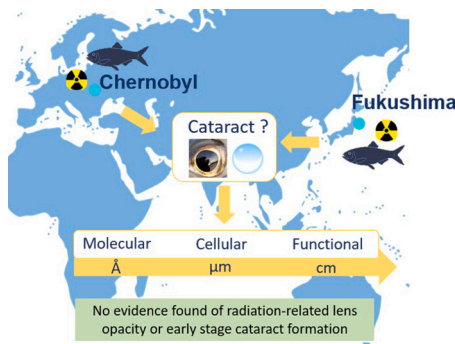 Chernobyl
Fukushima
Cataract ?
Molecular Cellular Functional
Å μm cm
No evidence found of radiation-related lens
opacity or early stage cataract formation